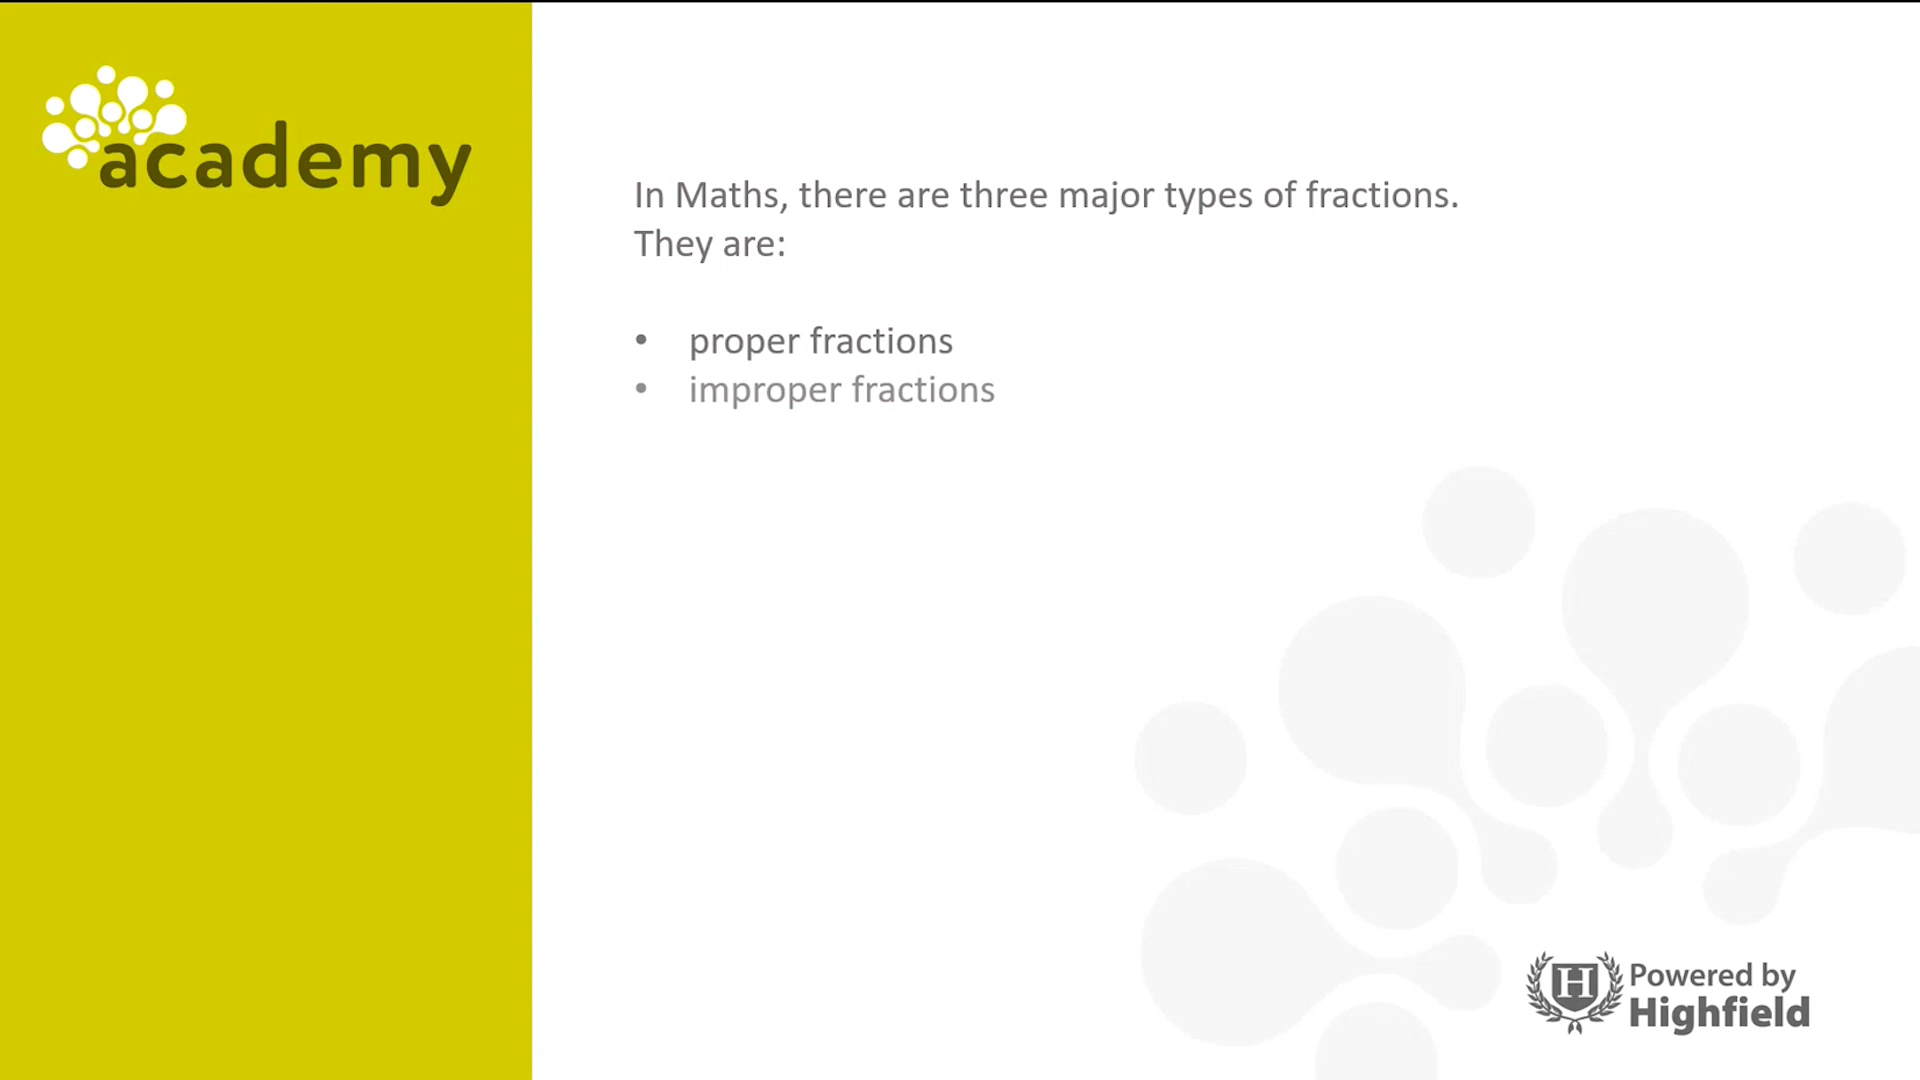 academy
In Maths, there are three major types of fractions.
They are:
• proper fractions
• improper fractions
H
Powered by
Highfield